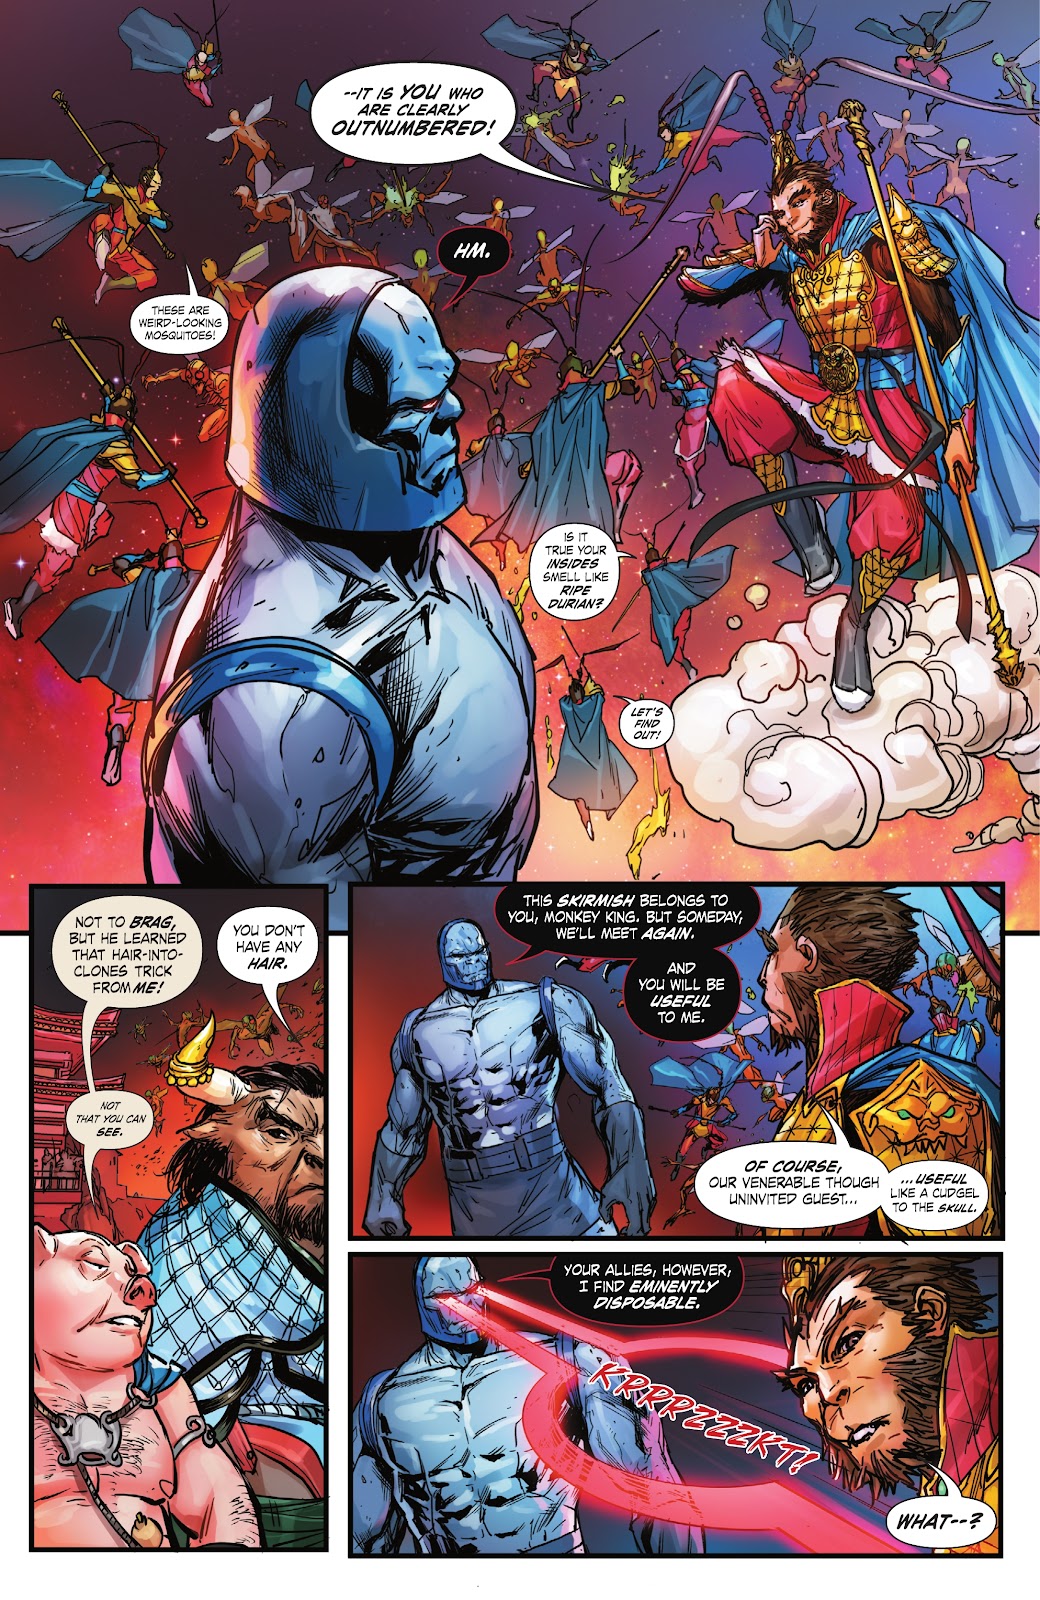 --IT IS YOU WHO
ARE CLEARLY
OUTNUMBERED!
HM.
THESE ARE
WEIRD-LOOKING
MOSQUITOES!
IS IT
TRUE YOUR
INSIDES
SMELL LIKE
RIPE
DURIAN?
LET'S
FIND
OUT!
NOT TO BRAG,
BUT HE LEARNED
THAT HAIR-INTO-
CLONES TRICK
FROM ME!
YOU DON'T
HAVE ANY
HAIR.
NOT
THAT YOU CAN
SEE.
THIS SKIRMISH BELONGS TO
YOU, MONKEY KING. BUT SOMEDAY,
WE'LL MEET AGAIN.
AND
YOU WILL BE
USEFUL
TO ME.
OF COURSE,
OUR VENERABLE THOUGH
UNINVITED GUEST...
...USEFUL
LIKE A CUDGEL
TO THE SKULL.
YOUR ALLIES, HOWEVER,
I FIND EMINENTLY
DISPOSABLE.
KRRRZZZZKT!
WHAT--?